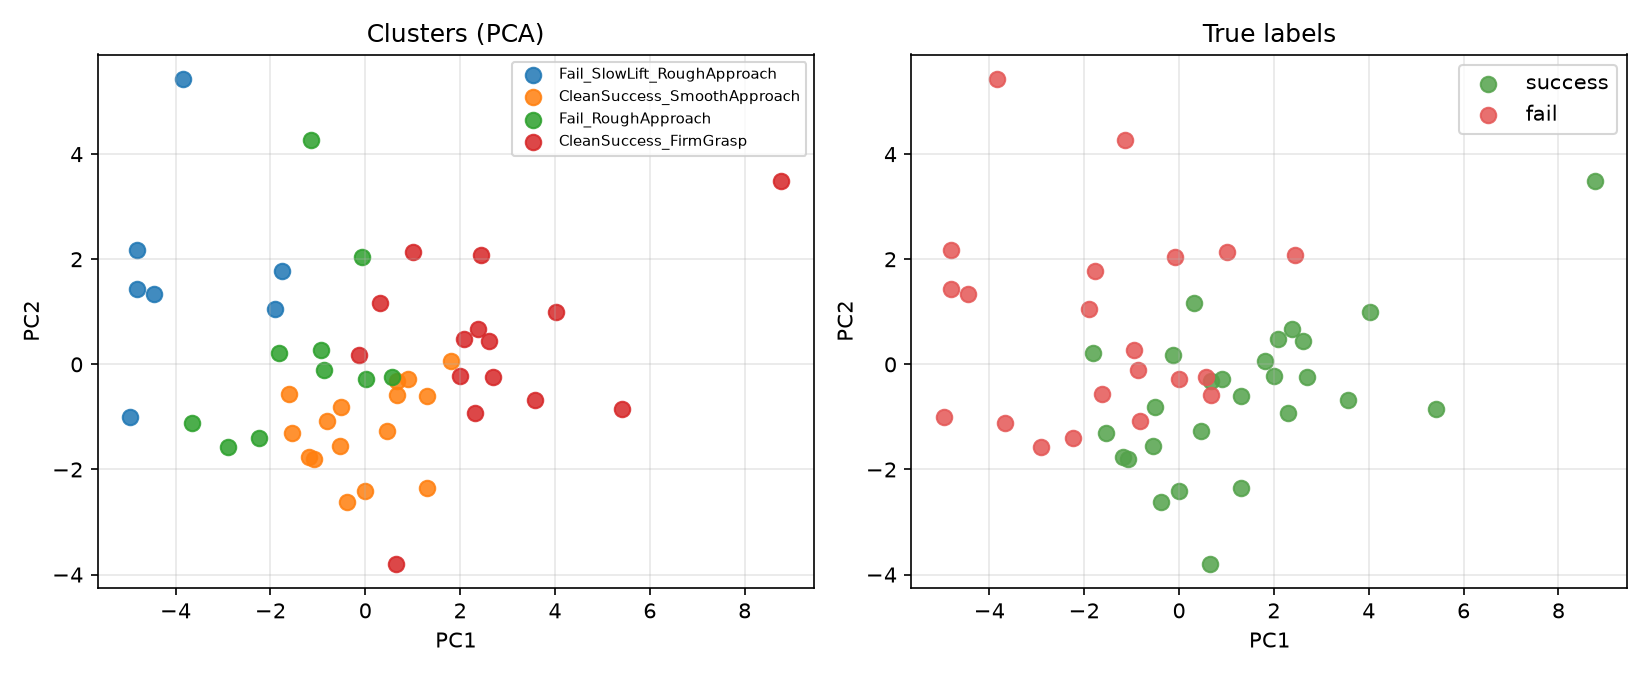 Clusters (PCA)
Fail_SlowLift_RoughApproach
CleanSuccess_SmoothApproach
Fail_RoughApproach
CleanSuccess_FirmGrasp
4
2
0
−2
−4
PC2
−4 −2 0 2 4 6 8
PC1
True labels
success
fail
4
2
0
−2
−4
PC2
−4 −2 0 2 4 6 8
PC1